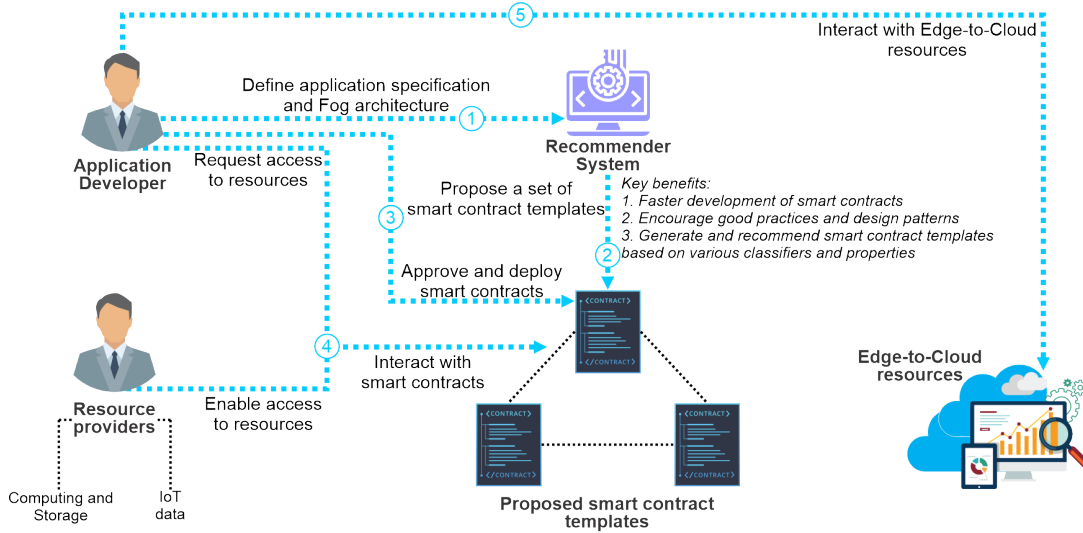 5
Interact with Edge-to-Cloud
resources
Define application specification
and Fog architecture
1
Application
Developer
Recommender
System
Request access
to resources
Propose a set of
smart contract templates
3
Key benefits:
1. Faster development of smart contracts
2. Encourage good practices and design patterns
3. Generate and recommend smart contract templates
based on various classifiers and properties
2
Approve and deploy
smart contracts
<CONTRACT>
</CONTRACT>
4
Interact with
smart contracts
Edge-to-Cloud
resources
Resource
providers
Enable access
to resources
<CONTRACT>
</CONTRACT>
<CONTRACT>
</CONTRACT>
Computing and
Storage
IoT
data
Proposed smart contract
templates